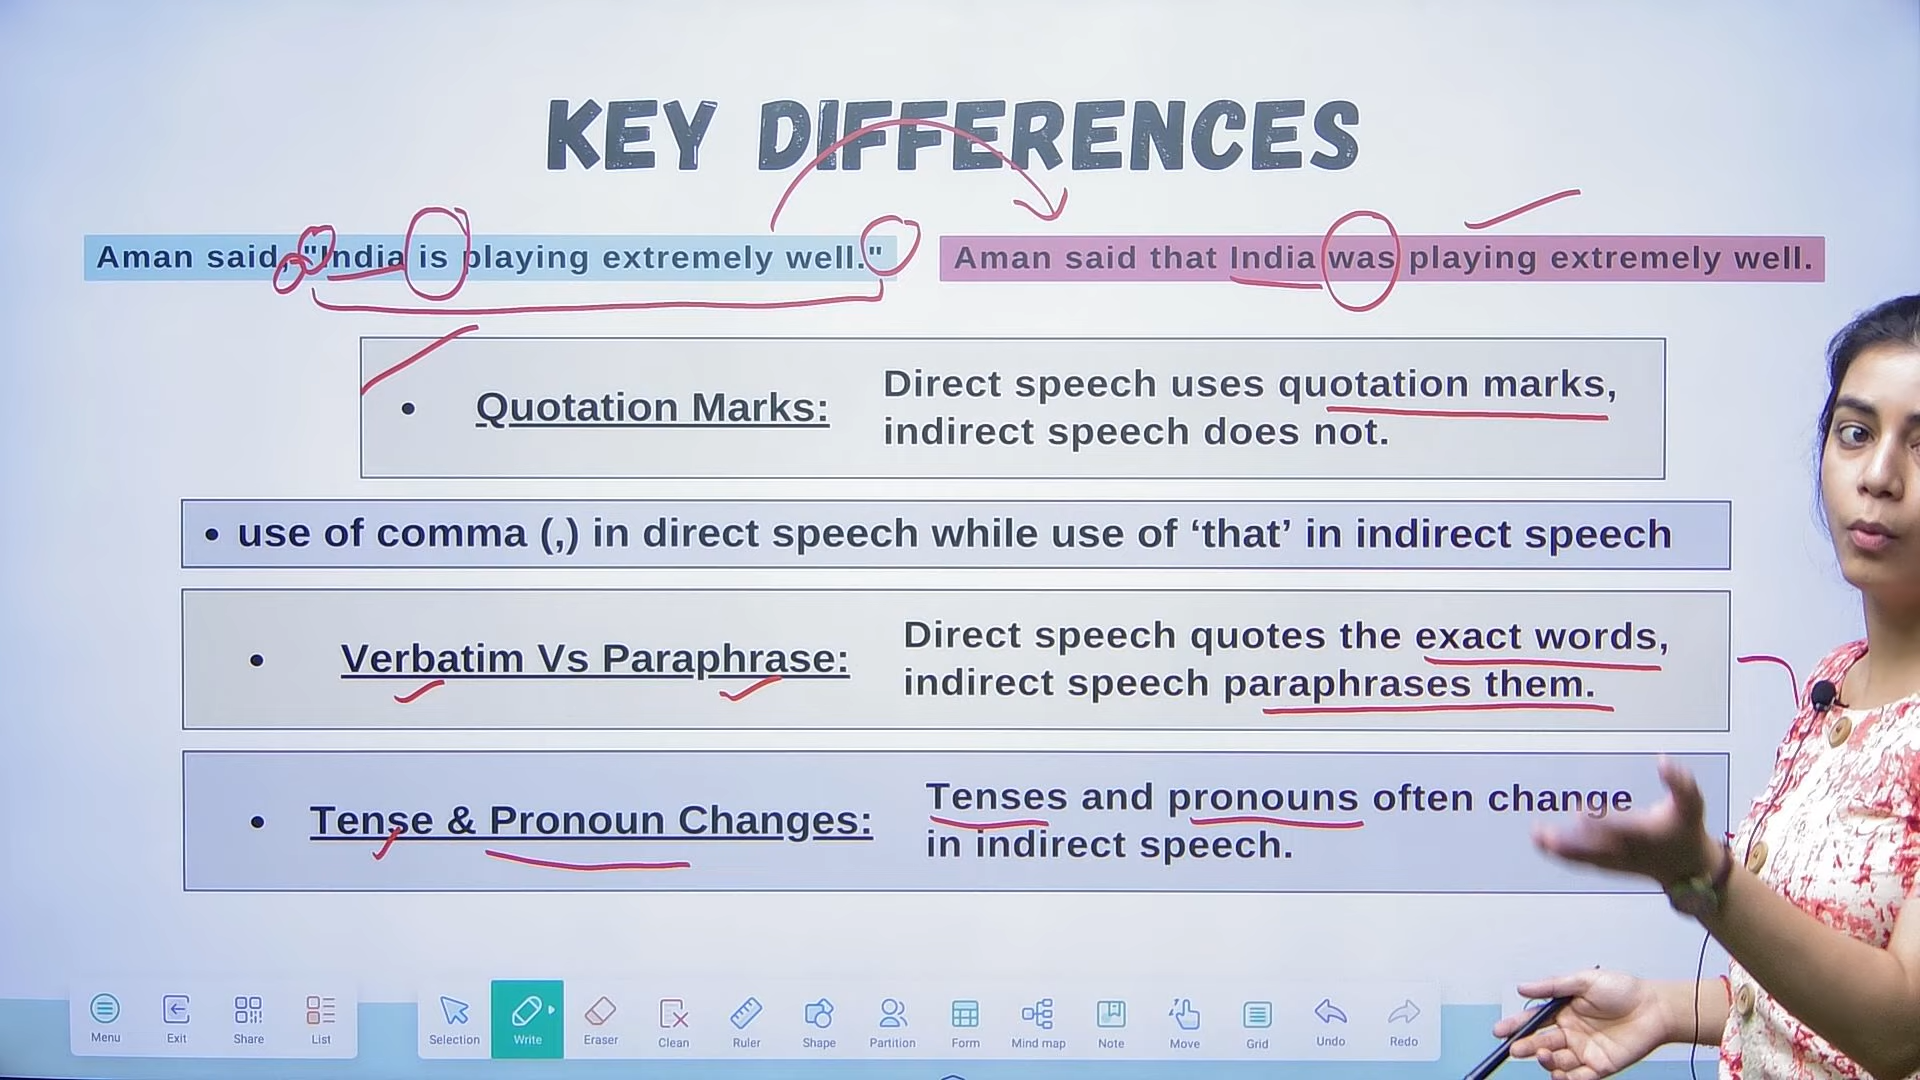 KEY DIFFERENCES
Aman said, "India is playing extremely well."
Aman said that India was playing extremely well.
• Quotation Marks:
Direct speech uses quotation marks,
indirect speech does not.
• use of comma (,) in direct speech while use of ‘that’ in indirect speech
• Verbatim Vs Paraphrase:
Direct speech quotes the exact words,
indirect speech paraphrases them.
• Tense & Pronoun Changes:
Tenses and pronouns often change
in indirect speech.
Menu Exit Share List Selection Write Eraser Clean Ruler Shape Partition Form Mind map Note Move Grid Undo Redo